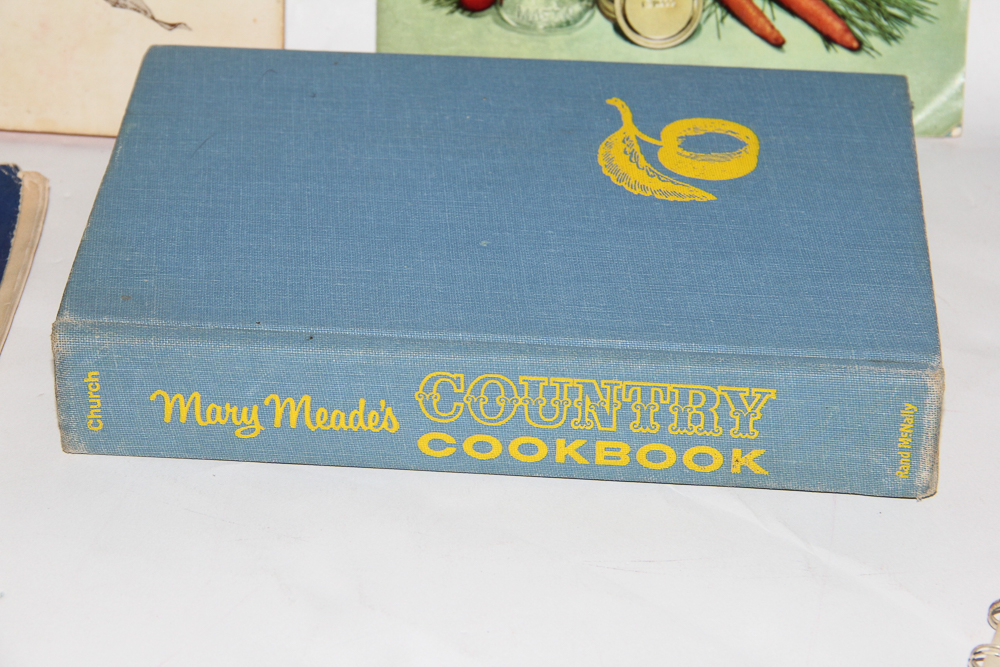 Church
Mary Meade's COUNTRY
COOKBOOK
Rand McNally